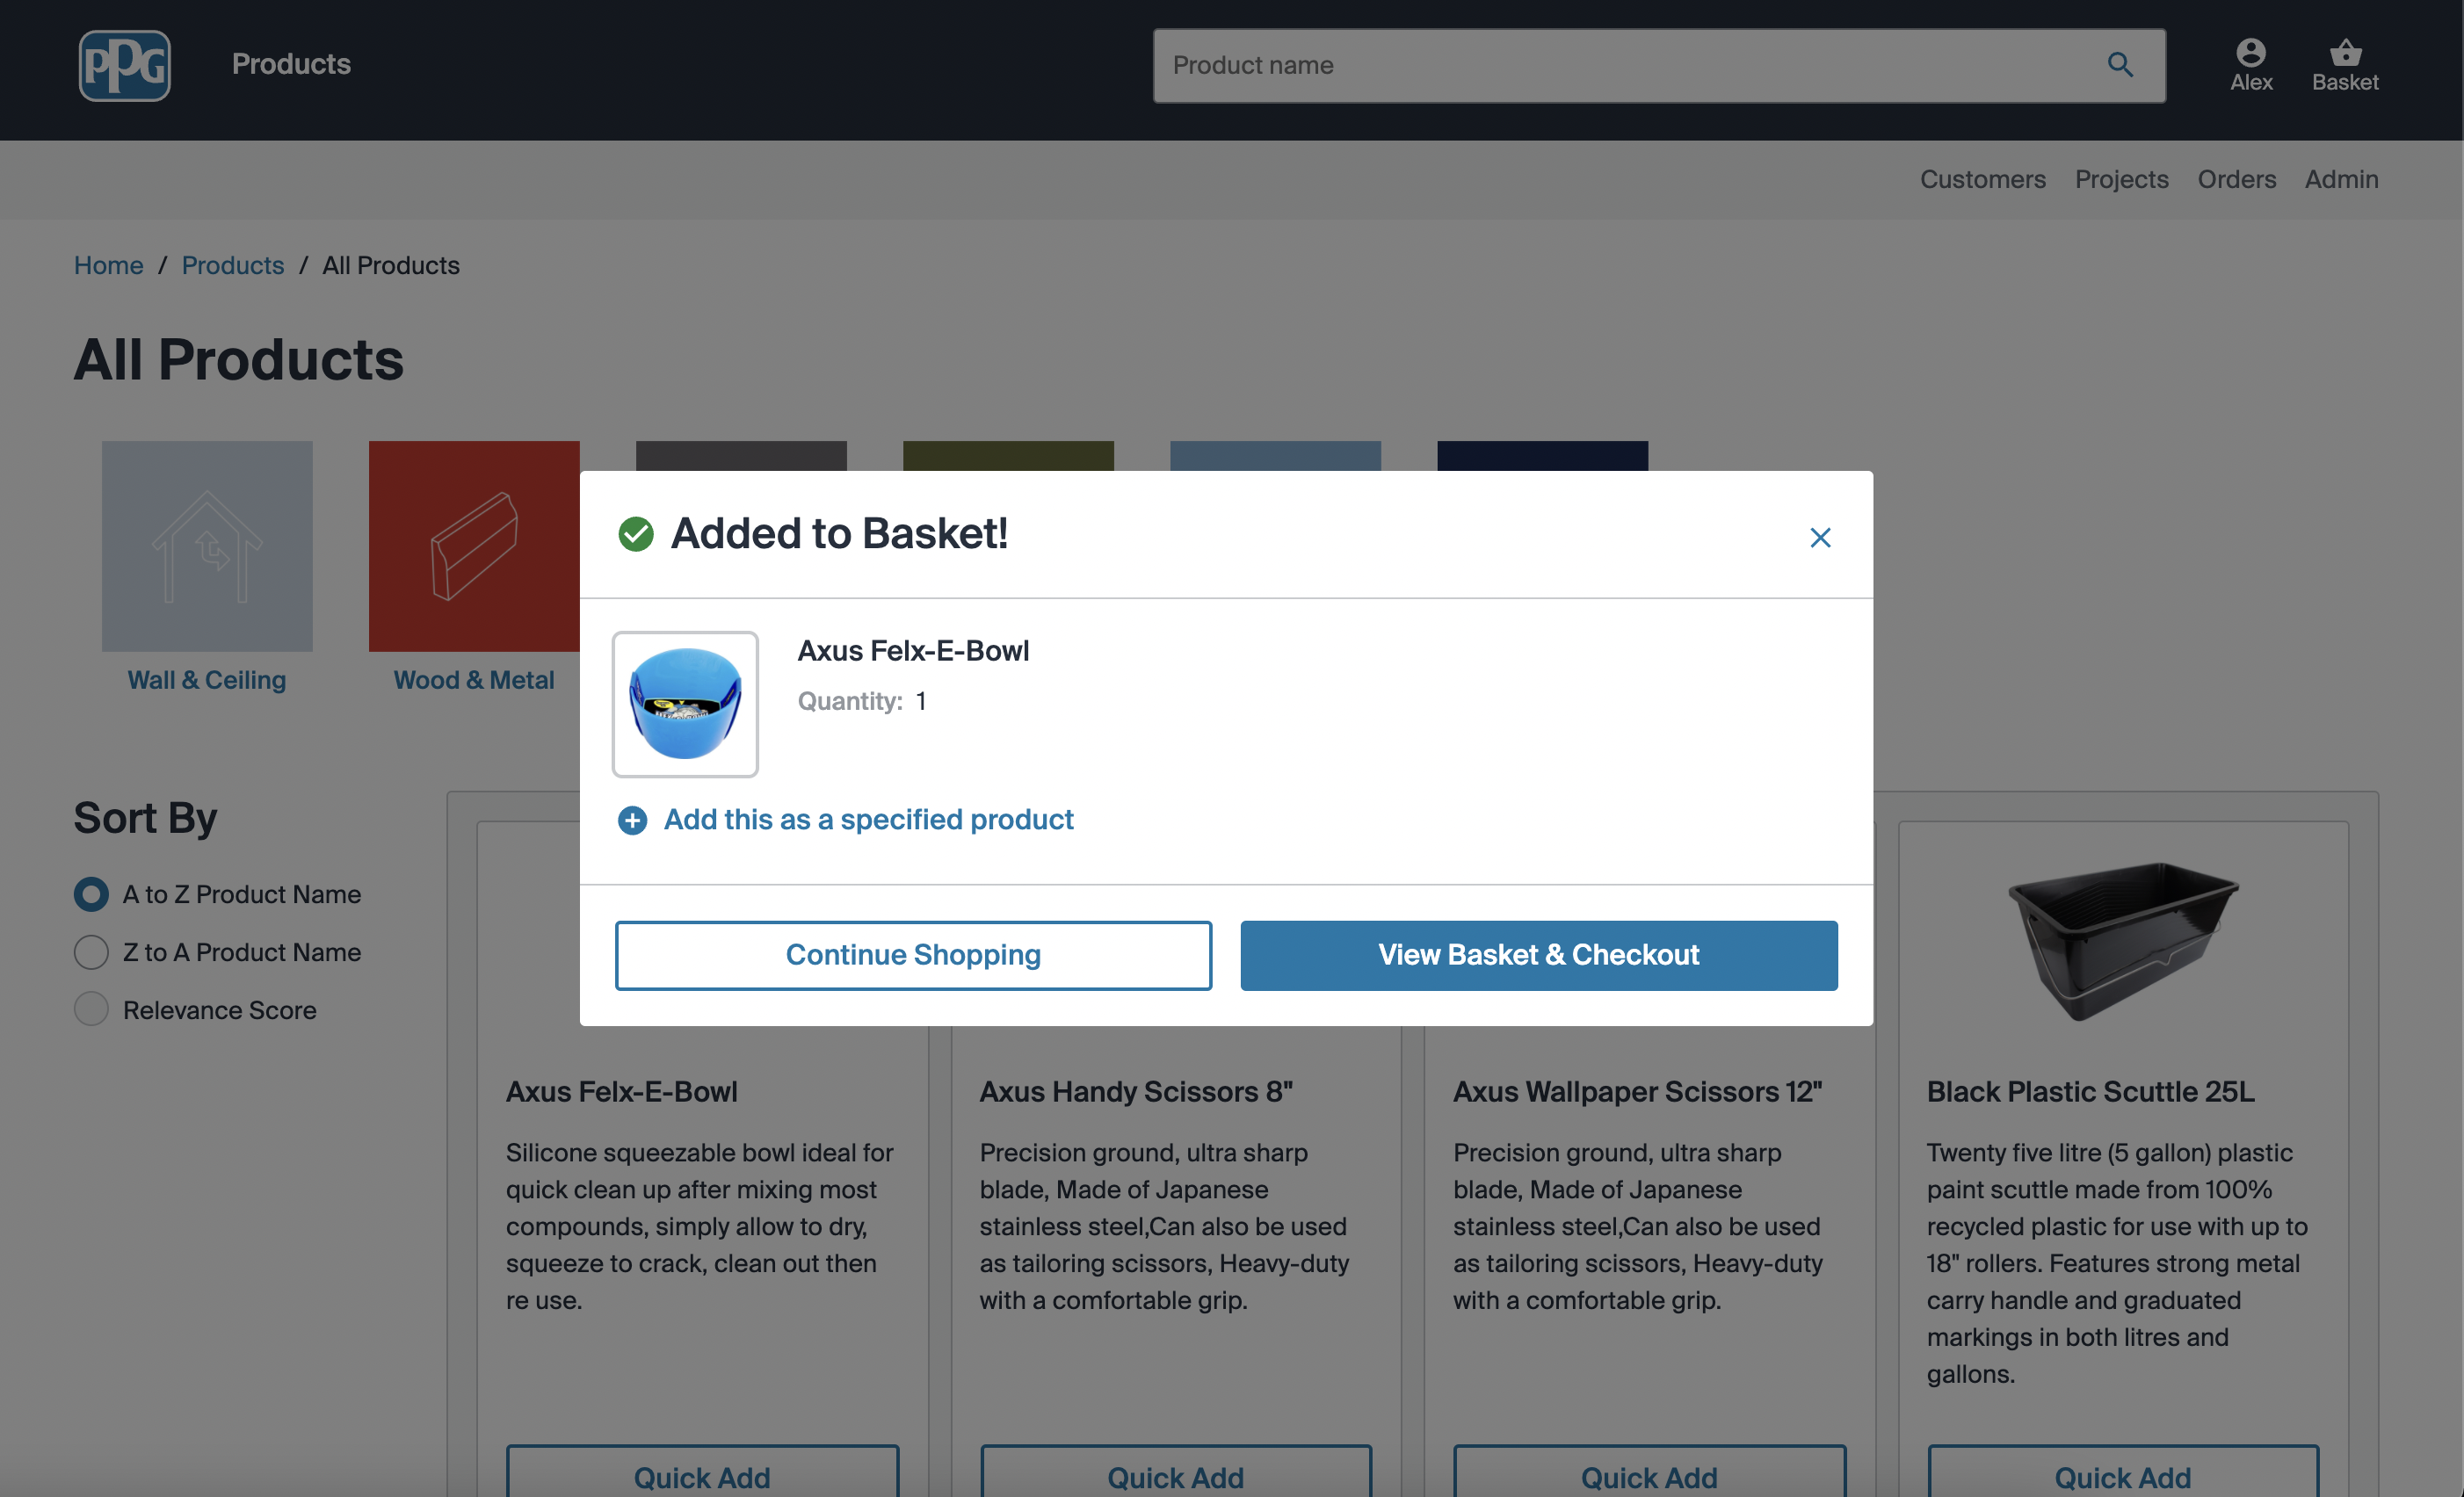 PPG
Products
Product name
Alex
Basket
Customers
Projects
Orders
Admin
Home / Products / All Products
All Products
Wall & Ceiling
Wood & Metal
Added to Basket!
Axus Felx-E-Bowl
Quantity: 1
Add this as a specified product
Continue Shopping
View Basket & Checkout
Sort By
A to Z Product Name
Z to A Product Name
Relevance Score
Axus Felx-E-Bowl
Silicone squeezable bowl ideal for
quick clean up after mixing most
compounds, simply allow to dry,
squeeze to crack, clean out then
re use.
Quick Add
Axus Handy Scissors 8"
Precision ground, ultra sharp
blade, Made of Japanese
stainless steel,Can also be used
as tailoring scissors, Heavy-duty
with a comfortable grip.
Quick Add
Axus Wallpaper Scissors 12"
Precision ground, ultra sharp
blade, Made of Japanese
stainless steel,Can also be used
as tailoring scissors, Heavy-duty
with a comfortable grip.
Quick Add
Black Plastic Scuttle 25L
Twenty five litre (5 gallon) plastic
paint scuttle made from 100%
recycled plastic for use with up to
18" rollers. Features strong metal
carry handle and graduated
markings in both litres and
gallons.
Quick Add